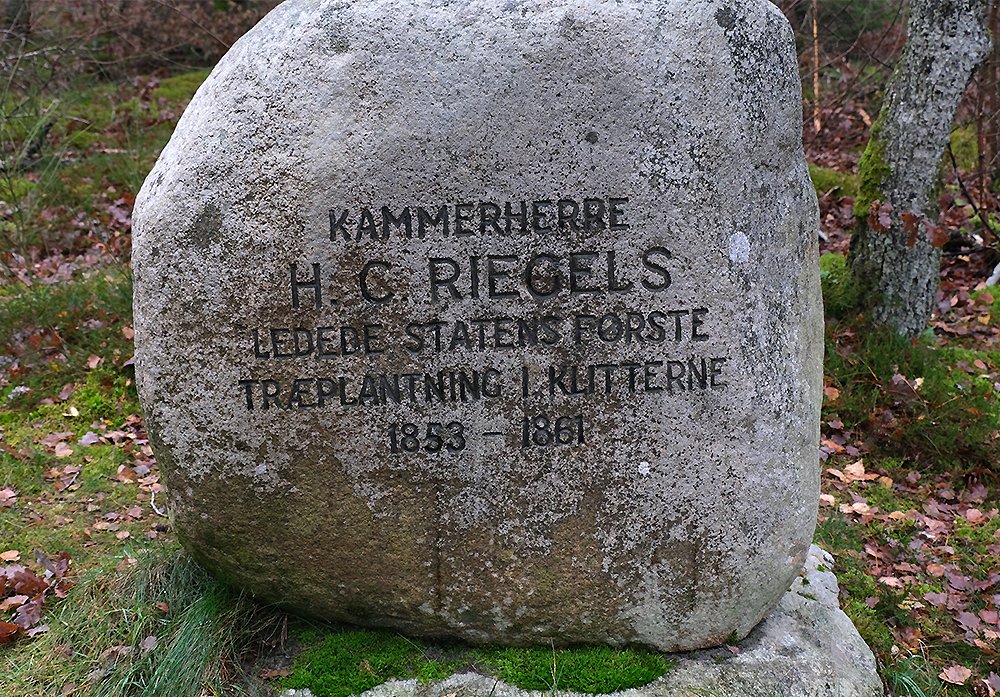 KAMMERHERRE
H. C. RIEGELS
LEDEDE STATENS FØRSTE
TRÆPLANTNING I KLITTERNE
1853 – 1861